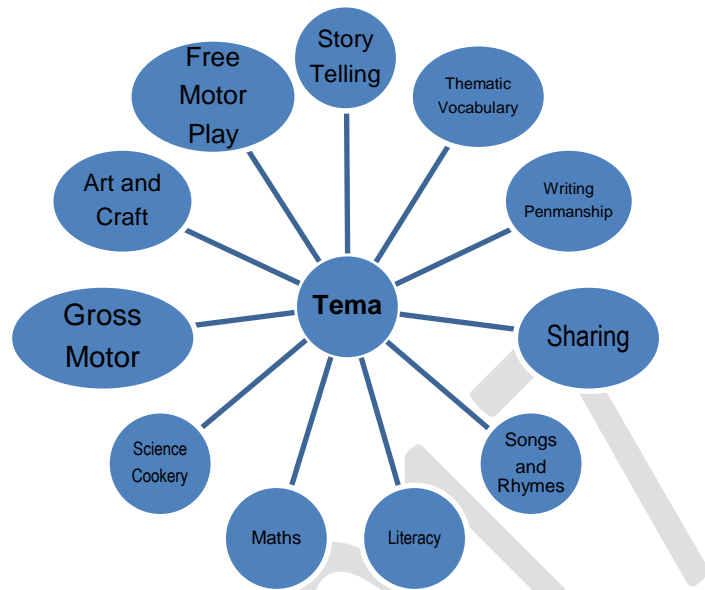 Story
Telling
Thematic
Vocabulary
Writing
Penmanship
Sharing
Songs
and
Rhymes
Literacy
Maths
Science
Cookery
Gross
Motor
Art and
Craft
Free
Motor
Play
Tema